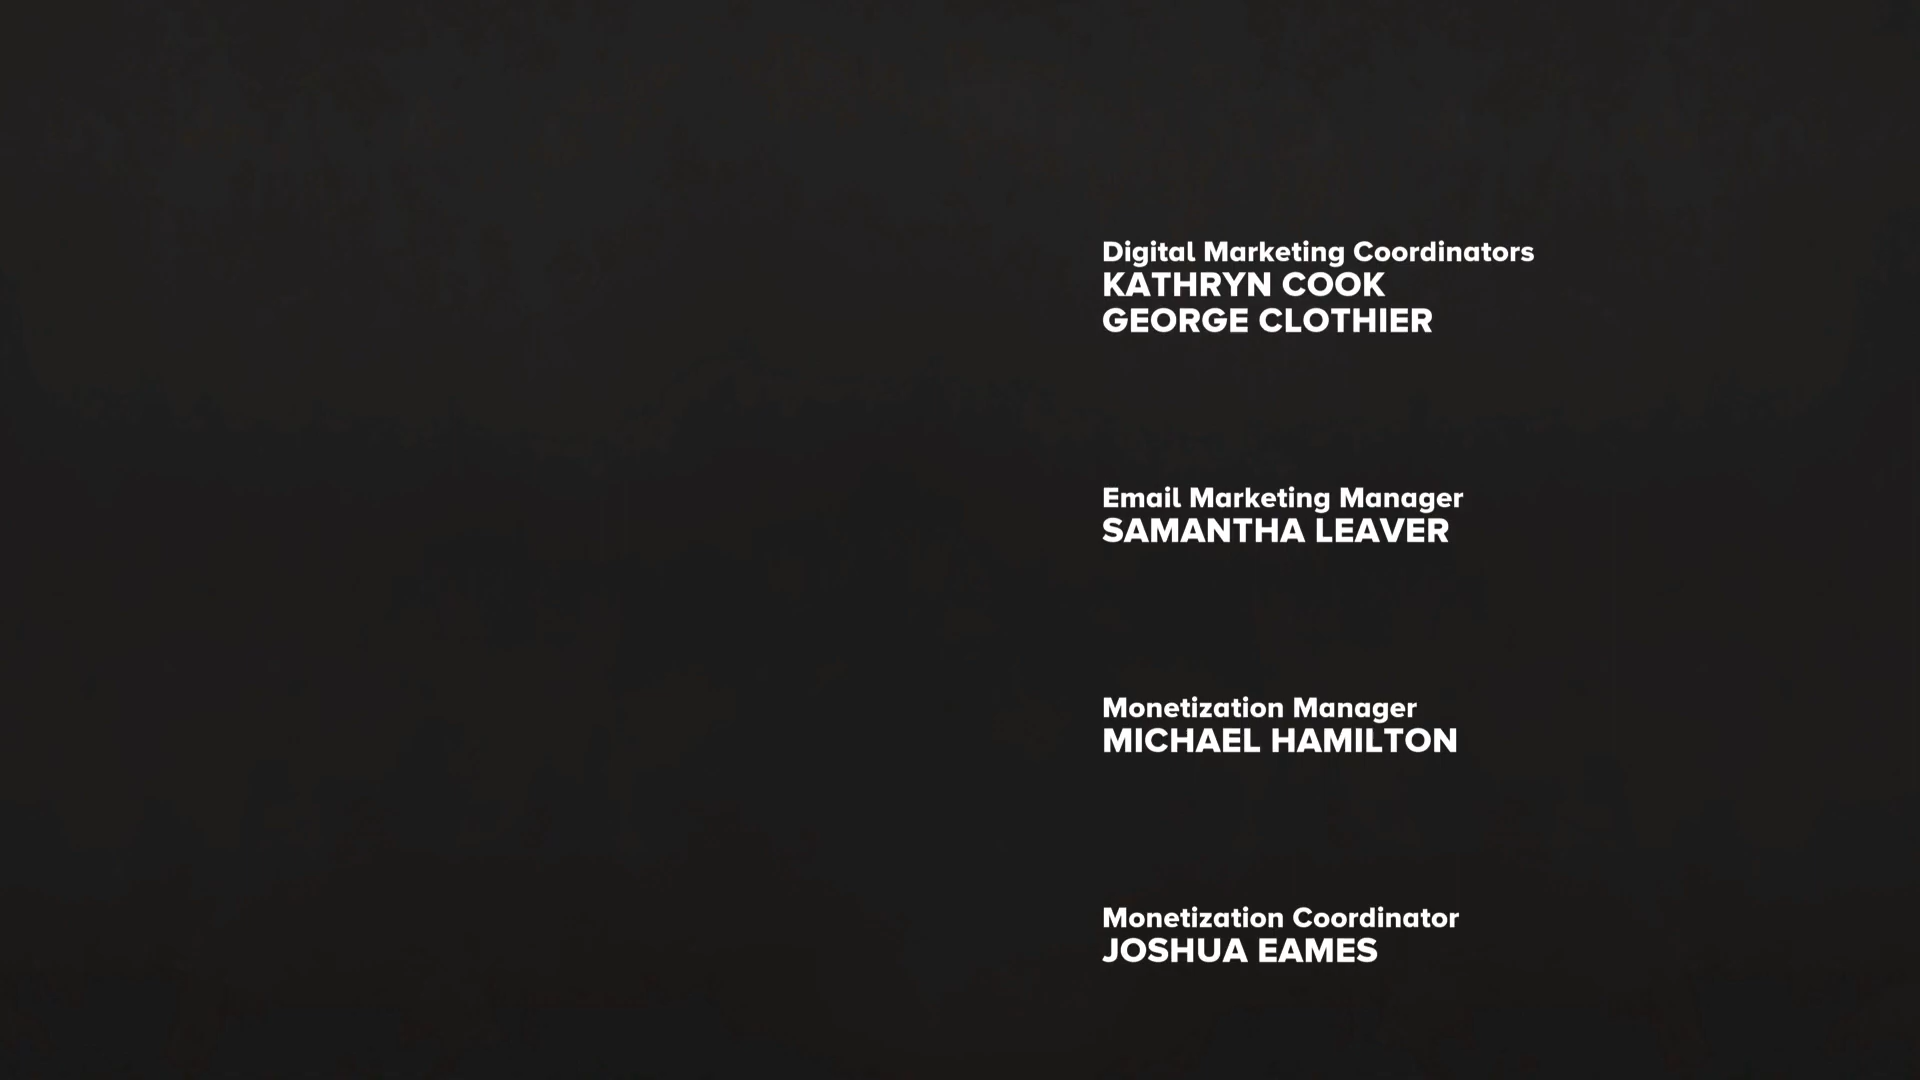 Digital Marketing Coordinators
KATHRYN COOK
GEORGE CLOTHIER
Email Marketing Manager
SAMANTHA LEAVER
Monetization Manager
MICHAEL HAMILTON
Monetization Coordinator
JOSHUA EAMES